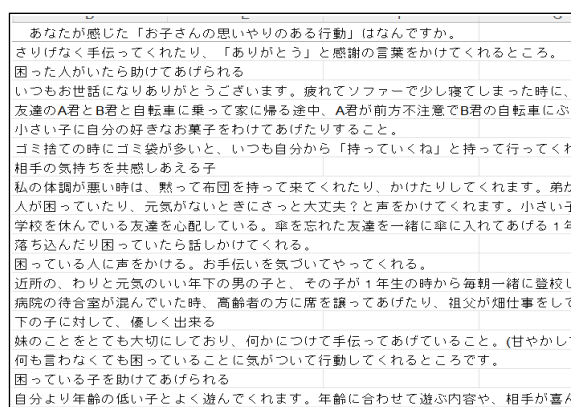 あなたが感じた「お子さんの思いやりのある行動」はなんですか。
さりげなく手伝ってくれたり、「ありがとう」と感謝の言葉をかけてくれるところ。
困った人がいたら助けてあげられる
いつもお世話になりありがとうございます。疲れてソファーで少し寝てしまった時に、
友達のA君とB君と自転車に乗って家に帰る途中、A君が前方不注意でB君の自転車にぶ
小さい子に自分の好きなお菓子をわけてあげたりすること。
ゴミ捨ての時にゴミ袋が多いと、いつも自分から「持っていくね」と持って行ってくれ
相手の気持ちを共感しあえる子
私の体調が悪い時は、黙って布団を持って来てくれたり、かけたりしてくれます。弟が
人が困っていたり、元気がないときにさっと大丈夫？と声をかけてくれます。小さい子
学校を休んでいる友達を心配している。傘を忘れた友達を一緒に傘に入れてあげる１年
落ち込んだり困っていたら話しかけてくれる。
困っている人に声をかける。お手伝いを気づいてやってくれる。
近所の、わりと元気のいい年下の男の子と、その子が１年生の時から毎朝一緒に登校し
病院の待合室が混んでいた時、高齢者の方に席を譲ってあげたり、祖父が畑仕事をして
下の子に対して、優しく出来る
妹のことをとても大切にしており、何かにつけて手伝ってあげていること。(甘やかして
何も言わなくても困っていることに気がついて行動してくれるところです。
困っている子を助けてあげられる
自分より年齢の低い子とよく遊んでくれます。年齢に合わせて遊ぶ内容や、相手が喜ん